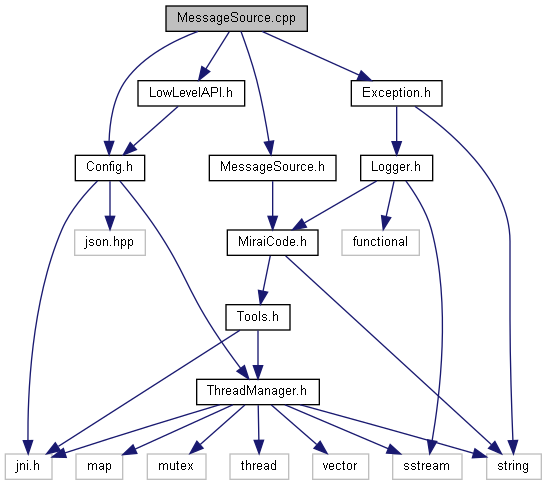 MessageSource.cpp
LowLevelAPI.h
Exception.h
Config.h
MessageSource.h
Logger.h
json.hpp
MiraiCode.h
functional
Tools.h
ThreadManager.h
jni.h
map
mutex
thread
vector
sstream
string